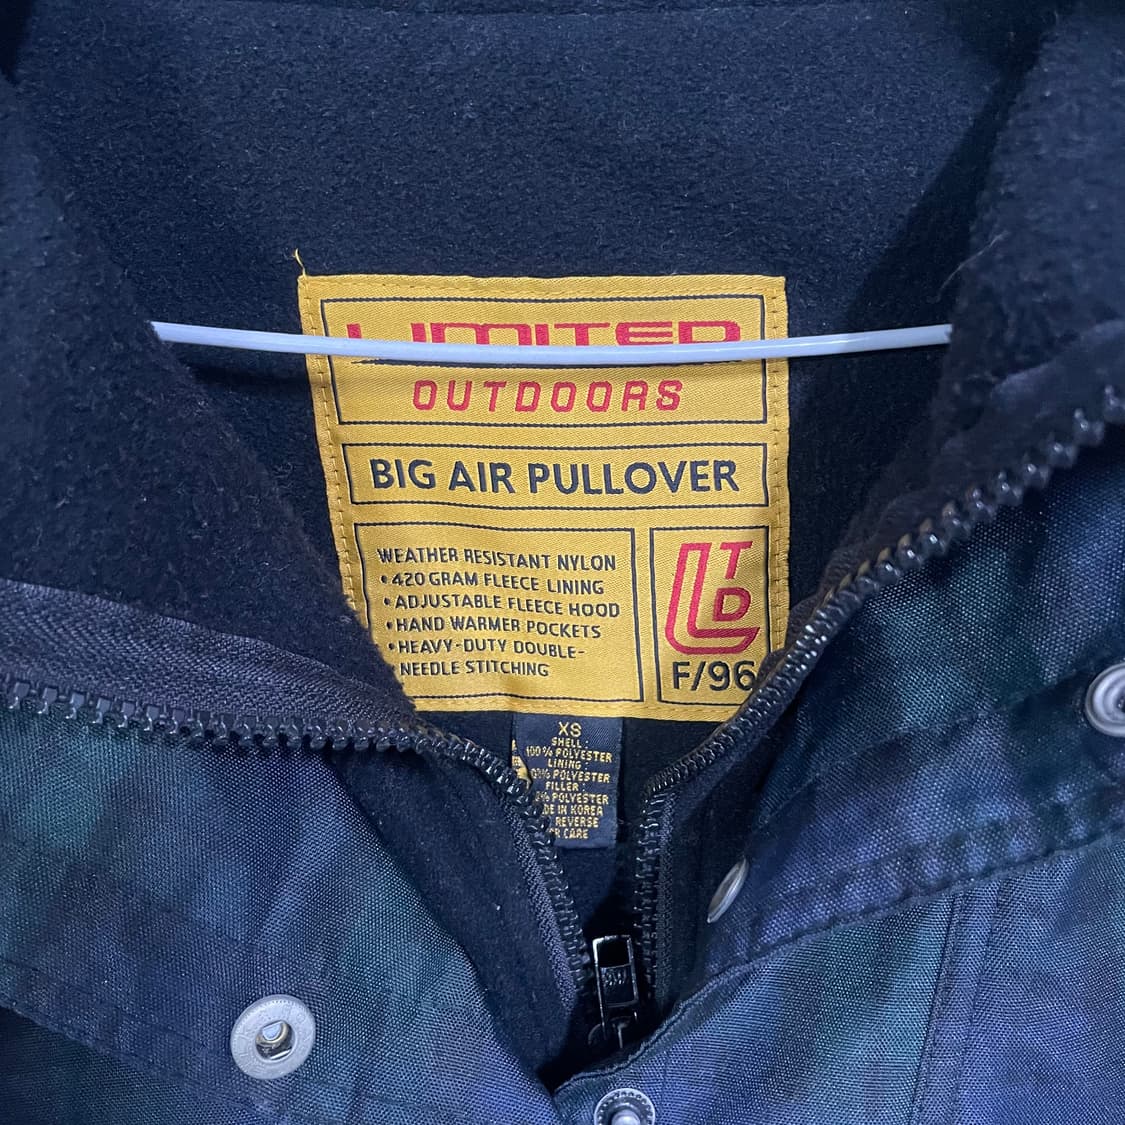 LIMITED
OUTDOORS
BIG AIR PULLOVER
WEATHER RESISTANT NYLON
• 420 GRAM FLEECE LINING
• ADJUSTABLE FLEECE HOOD
• HAND WARMER POCKETS
• HEAVY-DUTY DOUBLE-
NEEDLE STITCHING
LTD
F/96
XS
SHELL:
100% POLYESTER
LINING:
POLYESTER
FILLER:
POLYESTER
IN KOREA
REVERSE
CARE